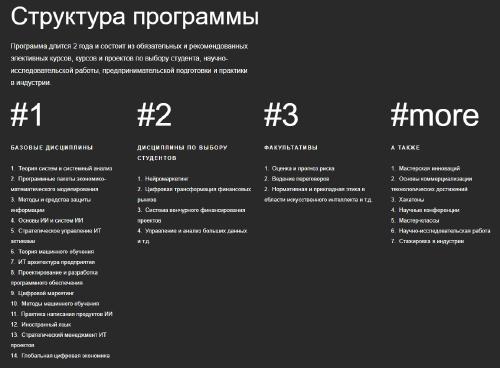 Структура программы
Программа длится 2 года и состоит из обязательных и рекомендованных
элективных курсов, курсов и проектов по выбору студента, научно-
исследовательской работы, предпринимательской подготовки и практики
в индустрии.
#1
БАЗОВЫЕ ДИСЦИПЛИНЫ
1. Теория систем и системный анализ
2. Программные пакеты экономико-
математического моделирования
3. Методы и средства защиты
информации
4. Основы ИИ и систем ИИ
5. Стратегическое управление ИТ
активами
6. Теория машинного обучения
7. ИТ архитектура предприятия
8. Проектирование и разработка
программного обеспечения
9. Цифровой маркетинг
10. Методы машинного обучения
11. Практика написания продуктов ИИ
12. Иностранный язык
13. Стратегический менеджмент ИТ
проектов
14. Глобальная цифровая экономика
#2
ДИСЦИПЛИНЫ ПО ВЫБОРУ
СТУДЕНТОВ
1. Нейромаркетинг
2. Цифровая трансформация финансовых
рынков
3. Система венчурного финансирования
проектов
4. Управление и анализ больших данных
и т.д.
#3
ФАКУЛЬТАТИВЫ
1. Оценка и прогноз риска
2. Ведение переговоров
2. Нормативная и прикладная этика в
области искусственного интеллекта и т.д.
#more
А ТАКЖЕ
1. Мастерская инноваций
2. Основы коммерциализации
технологических достижений
3. Хакатоны
4. Научные конференции
5. Мастер-классы
6. Научно-исследовательская работа
7. Стажировка в индустрии